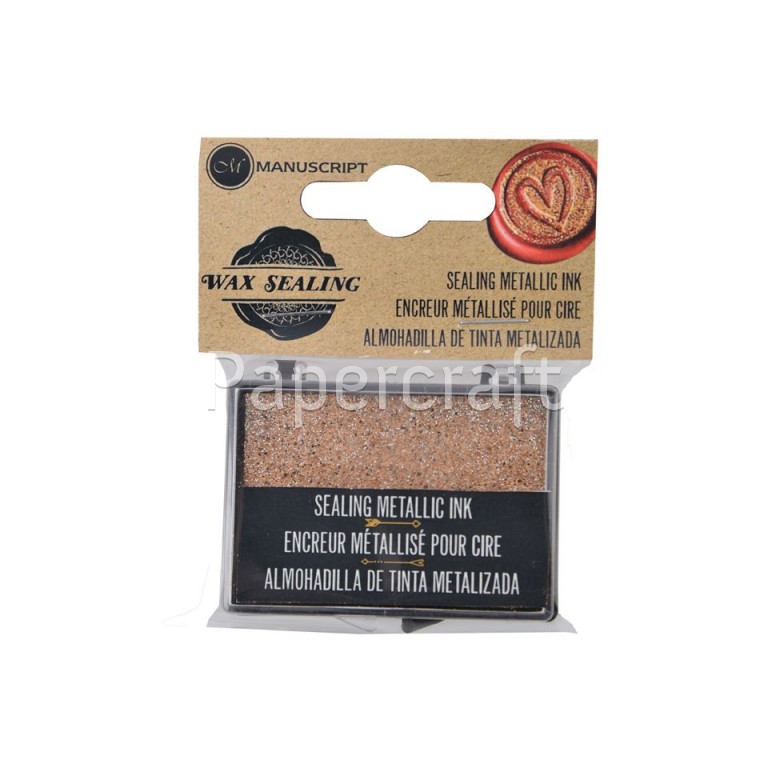 M MANUSCRIPT
WAX SEALING
SEALING METALLIC INK
ENCREUR MÉTALLISÉ POUR CIRE
ALMOHADILLA DE TINTA METALIZADA
Papercraft
SEALING METALLIC INK
ENCREUR MÉTALLISÉ POUR CIRE
ALMOHADILLA DE TINTA METALIZADA